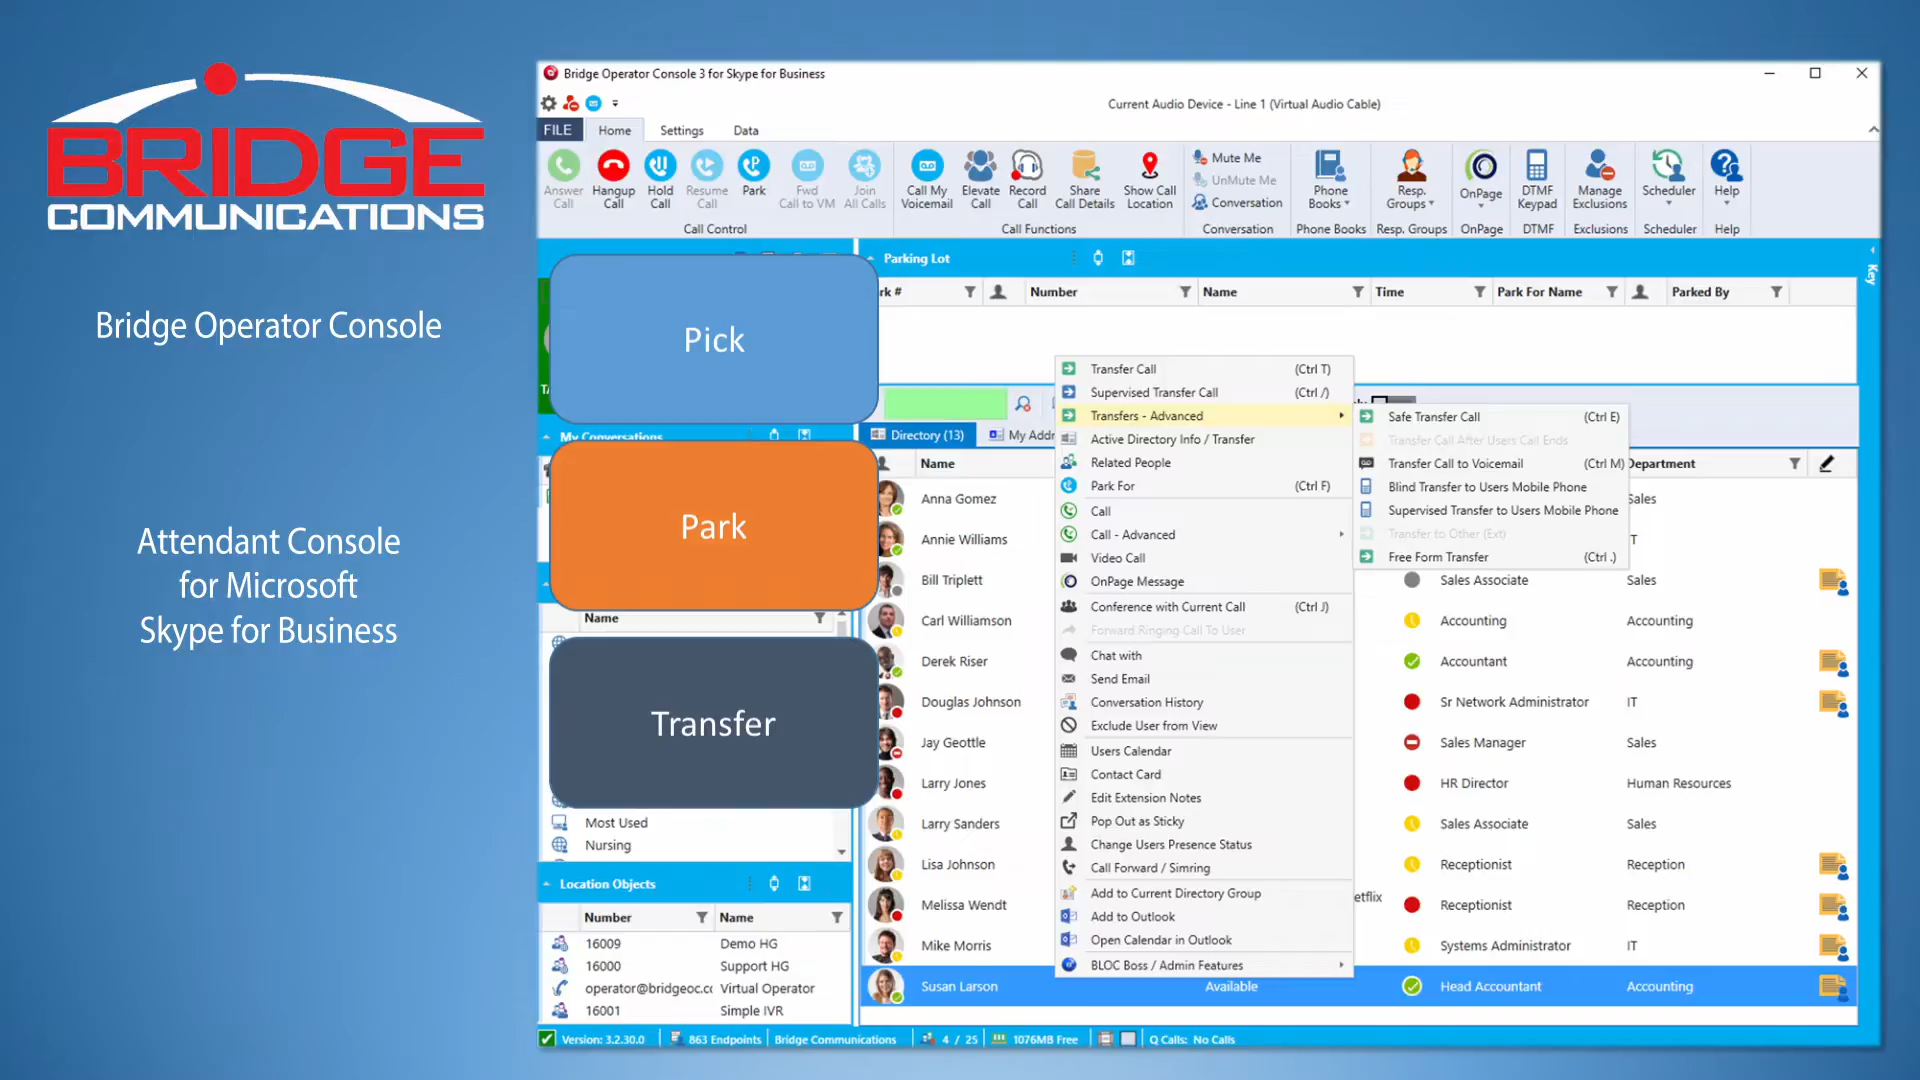 BRIDGE
COMMUNICATIONS
Bridge Operator Console
Attendant Console
for Microsoft
Skype for Business
Bridge Operator Console 3 for Skype for Business
Current Audio Device - Line 1 (Virtual Audio Cable)
FILE Home Settings Data
Answer Call
Hangup Call
Hold Call
Resume Call
Park
Fwd Call to VM
Join All Calls
Call My Voicemail
Elevate Call
Record Call
Share Call Details
Show Call Location
Mute Me
UnMute Me
Conversation
Phone Books
Resp. Groups
OnPage
DTMF Keypad
Manage Exclusions
Scheduler
Help
Call Control Call Functions Conversation Phone Books Resp. Groups OnPage DTMF Exclusions Scheduler Help
Parking Lot
Key
rk # Number Name Time Park For Name Parked By
Pick
Park
Transfer
My Conversations
Name
Most Used
Nursing
Location Objects
Number Name
16009 Demo HG
16000 Support HG
operator@bridgeoc.cc Virtual Operator
16001 Simple IVR
Directory (13) My Addr
Name Department
Anna Gomez Sales
Annie Williams T
Bill Triplett Sales Associate Sales
Carl Williamson Accounting Accounting
Derek Riser Accountant Accounting
Douglas Johnson Sr Network Administrator IT
Jay Geottle Sales Manager Sales
Larry Jones HR Director Human Resources
Larry Sanders Sales Associate Sales
Lisa Johnson Receptionist Reception
Melissa Wendt etflix Receptionist Reception
Mike Morris Systems Administrator IT
Susan Larson Available Head Accountant Accounting
Transfer Call (Ctrl T)
Supervised Transfer Call (Ctrl /)
Transfers - Advanced
Active Directory Info / Transfer
Related People
Park For (Ctrl F)
Call
Call - Advanced
Video Call
OnPage Message
Conference with Current Call (Ctrl J)
Forward Ringing Call To User
Chat with
Send Email
Conversation History
Exclude User from View
Users Calendar
Contact Card
Edit Extension Notes
Pop Out as Sticky
Change Users Presence Status
Call Forward / Simring
Add to Current Directory Group
Add to Outlook
Open Calendar in Outlook
BLOC Boss / Admin Features
Safe Transfer Call (Ctrl E)
Transfer Call After Users Call Ends
Transfer Call to Voicemail (Ctrl M)
Blind Transfer to Users Mobile Phone
Supervised Transfer to Users Mobile Phone
Transfer to Other (Ext)
Free Form Transfer (Ctrl .)
Version: 3.2.30.0 863 Endpoints Bridge Communications 4 / 25 1076MB Free Q Calls: No Calls